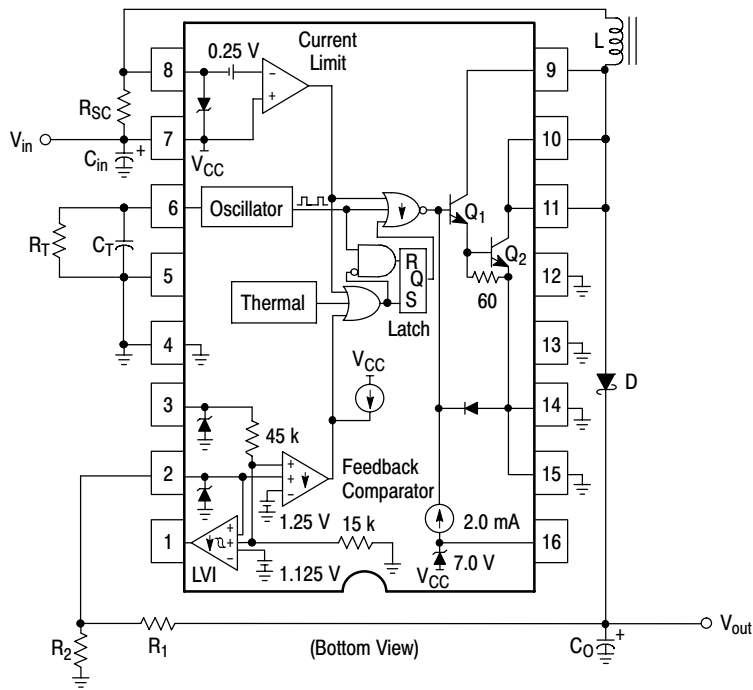 0.25 V
Current
Limit
L
8
9
RSC
Vin
7
10
Cin
+
VCC
6
Oscillator
Q1
11
RT
CT
Q2
R
Q
S
60
12
5
Thermal
Latch
4
VCC
13
3
45 k
D
14
2
Feedback
Comparator
15
1.25 V
15 k
2.0 mA
1
LVI
1.125 V
7.0 V
VCC
16
R2
R1
(Bottom View)
CO
+
Vout